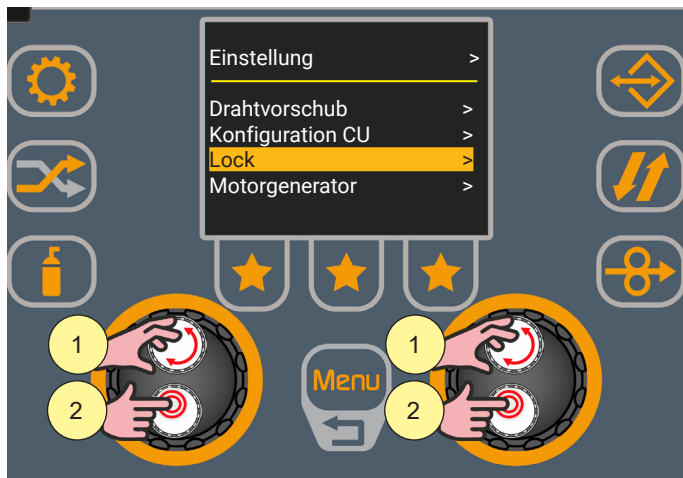 Einstellung >
Drahtvorschub >
Konfiguration CU >
Lock >
Motorgenerator >
1
1
2
2
Menu